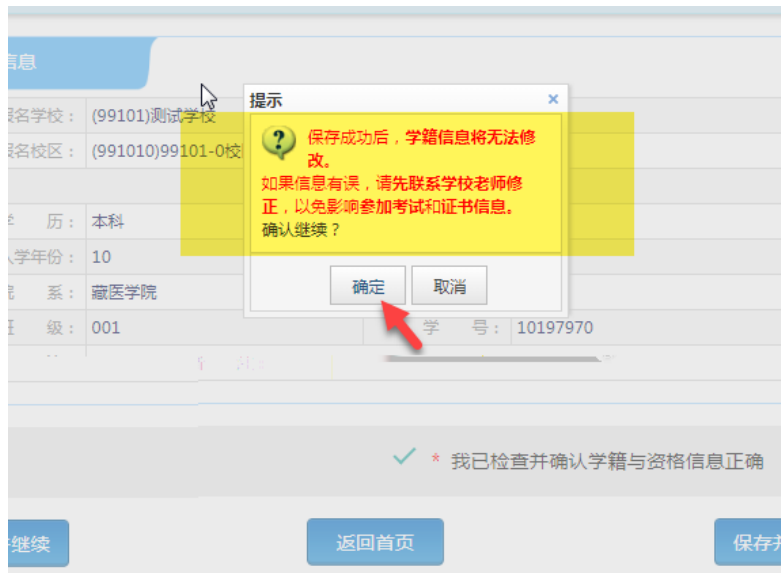 信息
提示
×
报名学校： (99101)测试学校
保存成功后，学籍信息将无法修
改。
报名校区： (991010)99101-0校
如果信息有误，请先联系学校老师修
正，以免影响参加考试和证书信息。
学 历： 本科
确认继续？
入学年份： 10
院 系： 藏医学院
确定 取消
班 级： 001
学 号： 10197970
* 我已检查并确认学籍与资格信息正确
继续
返回首页
保存并